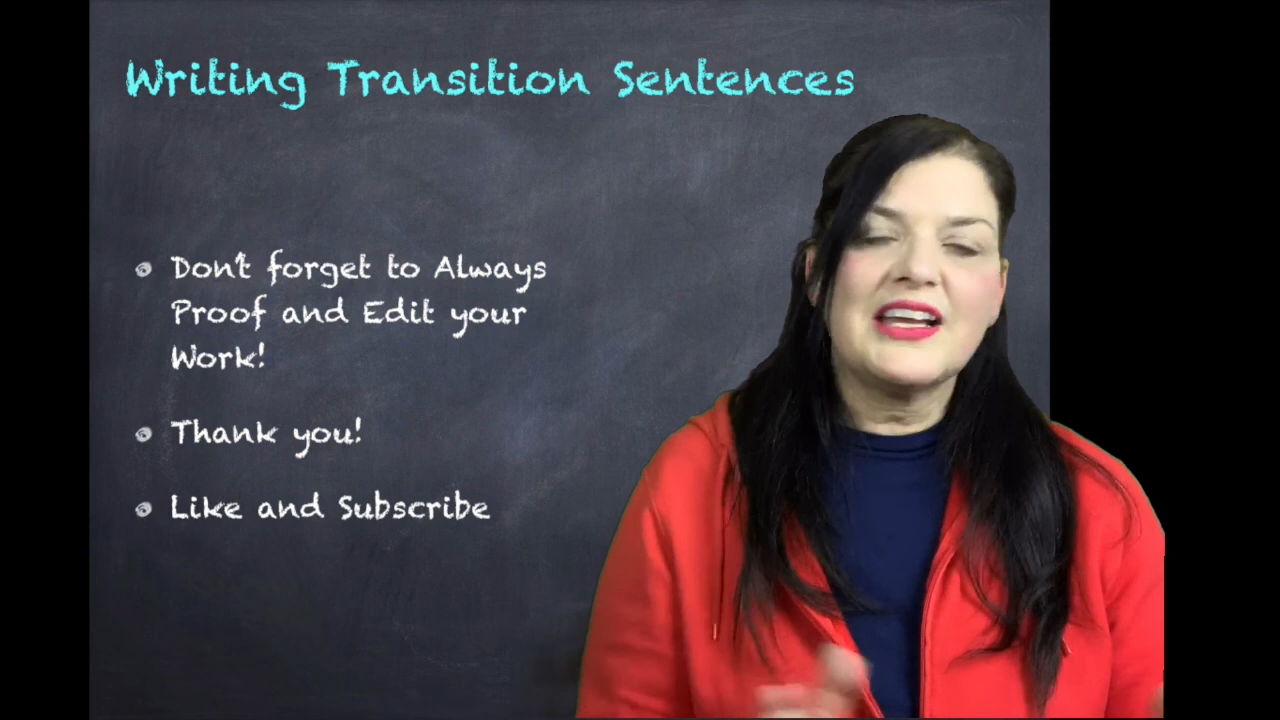 Writing Transition Sentences
Don't forget to Always
Proof and Edit your
Work!
Thank you!
Like and Subscribe